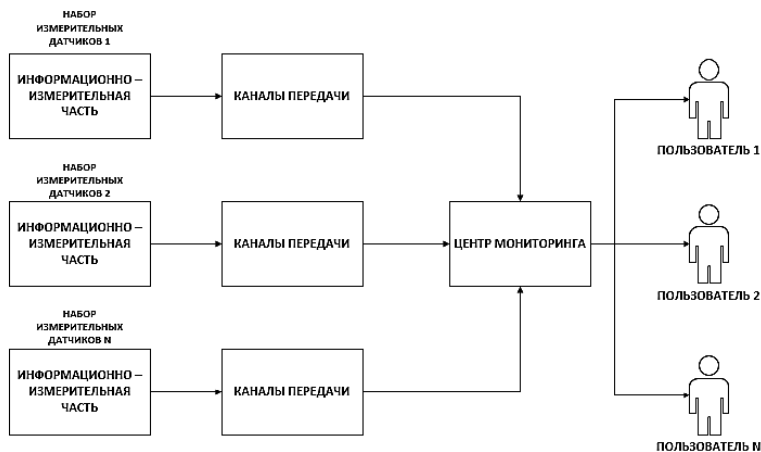 НАБОР
ИЗМЕРИТЕЛЬНЫХ
ДАТЧИКОВ 1
ИНФОРМАЦИОННО –
ИЗМЕРИТЕЛЬНАЯ
ЧАСТЬ
КАНАЛЫ ПЕРЕДАЧИ
ПОЛЬЗОВАТЕЛЬ 1
НАБОР
ИЗМЕРИТЕЛЬНЫХ
ДАТЧИКОВ 2
ИНФОРМАЦИОННО –
ИЗМЕРИТЕЛЬНАЯ
ЧАСТЬ
КАНАЛЫ ПЕРЕДАЧИ
ЦЕНТР МОНИТОРИНГА
ПОЛЬЗОВАТЕЛЬ 2
НАБОР
ИЗМЕРИТЕЛЬНЫХ
ДАТЧИКОВ N
ИНФОРМАЦИОННО –
ИЗМЕРИТЕЛЬНАЯ
ЧАСТЬ
КАНАЛЫ ПЕРЕДАЧИ
ПОЛЬЗОВАТЕЛЬ N